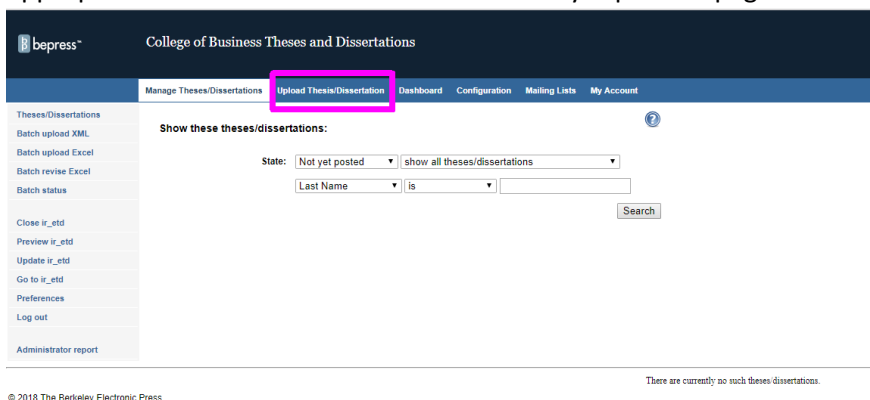 bepress™
College of Business Theses and Dissertations
Manage Theses/Dissertations Upload Thesis/Dissertation Dashboard Configuration Mailing Lists My Account
Theses/Dissertations
Batch upload XML
Batch upload Excel
Batch revise Excel
Batch status
Close ir_etd
Preview ir_etd
Update ir_etd
Go to ir_etd
Preferences
Log out
Administrator report
Show these theses/dissertations:
?
State: Not yet posted show all theses/dissertations
Last Name is
Search
There are currently no such theses/dissertations.
© 2018 The Berkeley Electronic Press